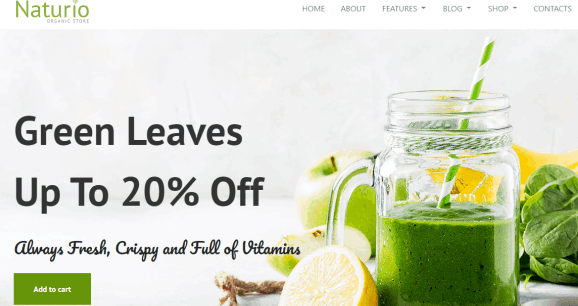 Naturio
ORGANIC STORE
HOME ABOUT FEATURES BLOG SHOP CONTACTS
Green Leaves
Up To 20% Off
Always Fresh, Crispy and Full of Vitamins
Add to cart